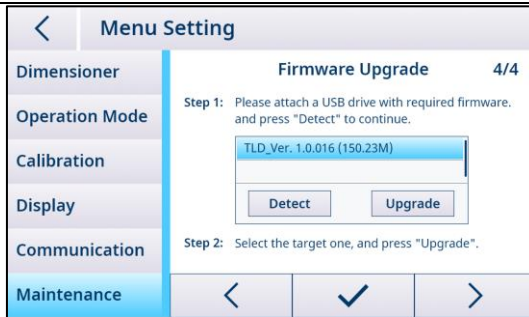 Menu Setting
Dimensioner
Operation Mode
Calibration
Display
Communication
Maintenance
Firmware Upgrade 4/4
Step 1: Please attach a USB drive with required firmware.
and press "Detect" to continue.
TLD_Ver. 1.0.016 (150.23M)
Detect Upgrade
Step 2: Select the target one, and press "Upgrade".